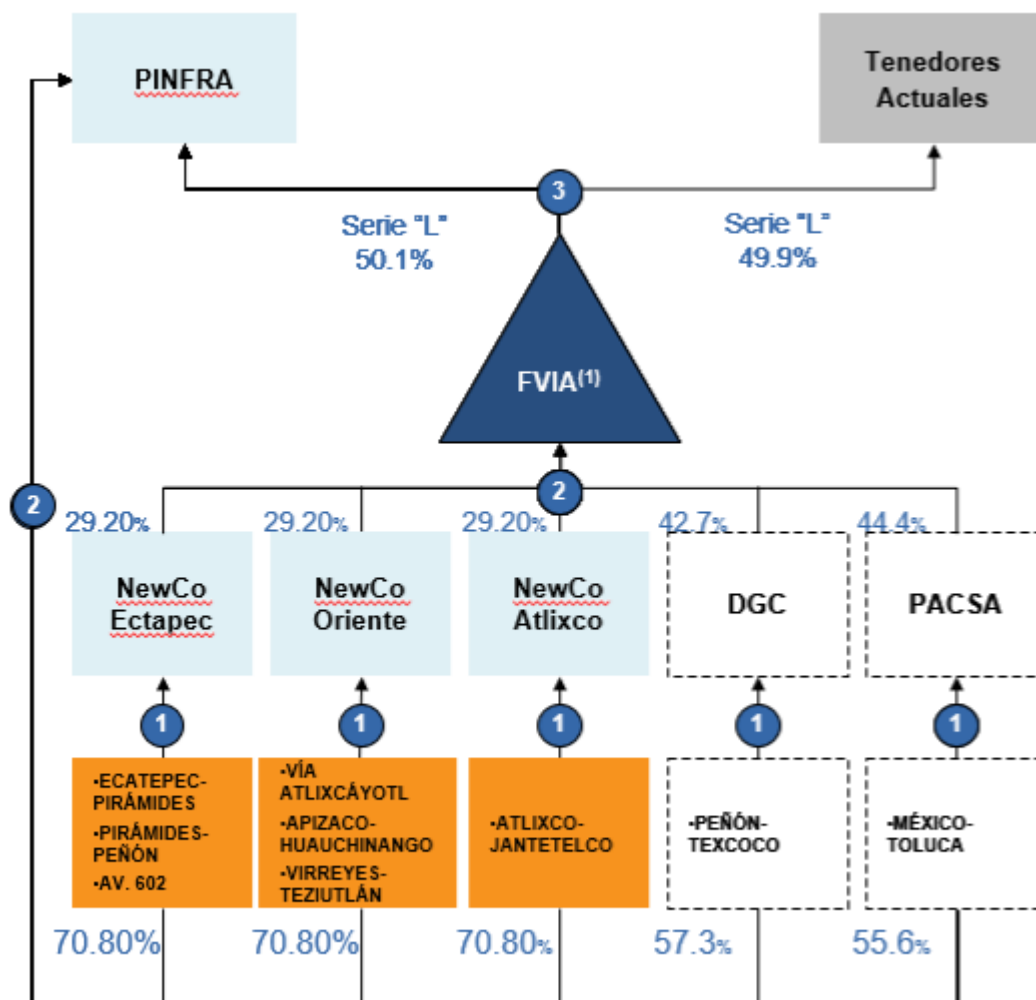 PINFRA
Tenedores
Actuales
3
Serie "L"
50.1%
Serie "L"
49.9%
FVIA(1)
2
2
29.20%
29.20%
29.20%
42.7%
44.4%
NewCo
Ectapec
NewCo
Oriente
NewCo
Atlixco
DGC
PACSA
1
1
1
1
1
•ECATEPEC-
PIRÁMIDES
•PIRÁMIDES-
PEÑÓN
•AV. 602
•VÍA
ATLIXCÁYOTL
•APIZACO-
HUAUCHINANGO
•VIRREYES-
TEZIUTLÁN
•ATLIXCO-
JANTETELCO
•PEÑÓN-
TEXCOCO
•MÉXICO-
TOLUCA
70.80%
70.80%
70.80%
57.3%
55.6%